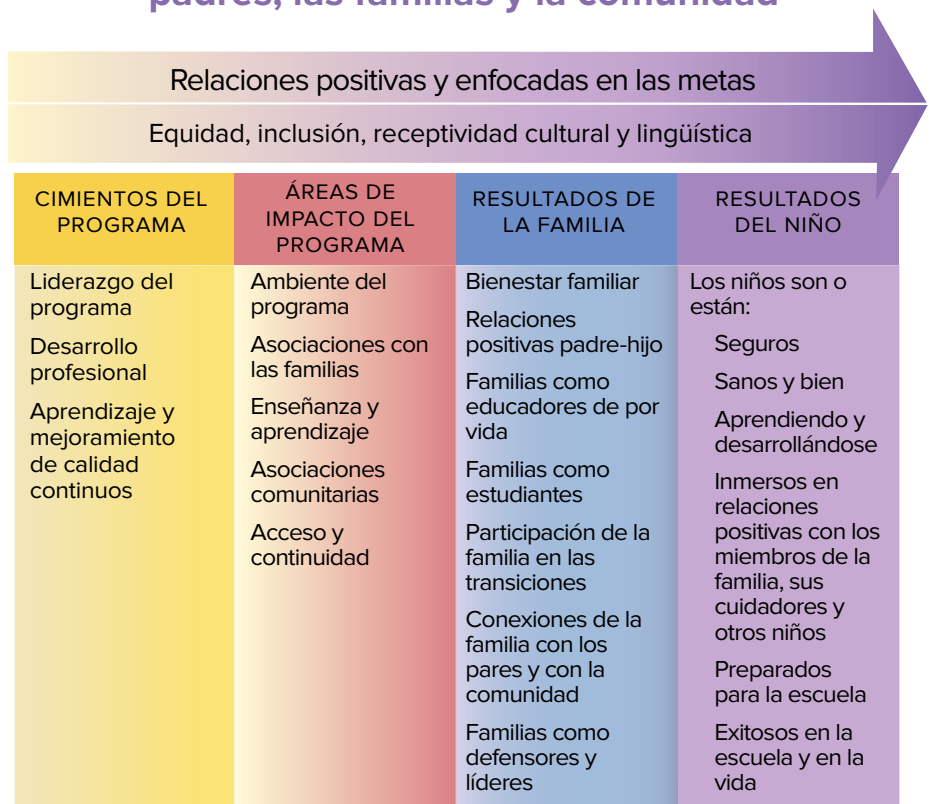 padres, las familias y la comunidad
Relaciones positivas y enfocadas en las metas
Equidad, inclusión, receptividad cultural y lingüística
CIMIENTOS DEL
PROGRAMA
Liderazgo del
programa
Desarrollo
profesional
Aprendizaje y
mejoramiento
de calidad
continuos
ÁREAS DE
IMPACTO DEL
PROGRAMA
Ambiente del
programa
Asociaciones con
las familias
Enseñanza y
aprendizaje
Asociaciones
comunitarias
Acceso y
continuidad
RESULTADOS DE
LA FAMILIA
Bienestar familiar
Relaciones
positivas padre-hijo
Familias como
educadores de por
vida
Familias como
estudiantes
Participación de la
familia en las
transiciones
Conexiones de la
familia con los
pares y con la
comunidad
Familias como
defensores y
líderes
RESULTADOS
DEL NIÑO
Los niños son o
están:
Seguros
Sanos y bien
Aprendiendo y
desarrollándose
Inmersos en
relaciones
positivas con los
miembros de la
familia, sus
cuidadores y
otros niños
Preparados
para la escuela
Exitosos en la
escuela y en la
vida